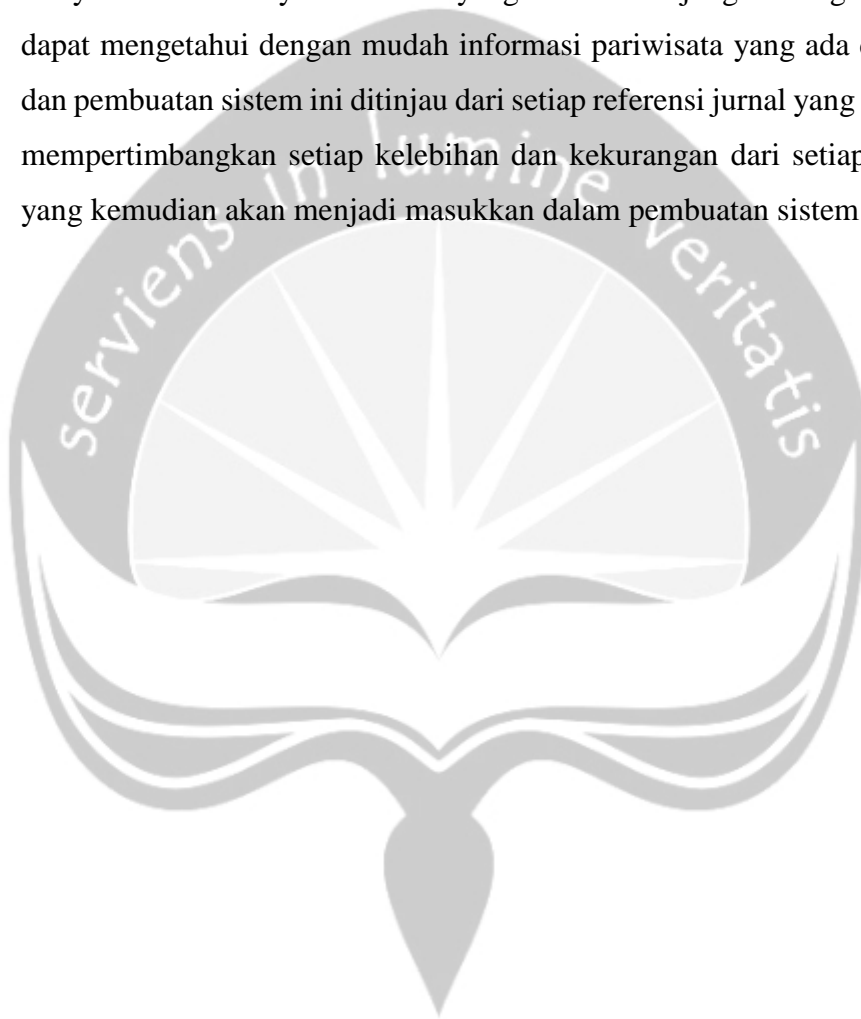 dapat mengetahui dengan mudah informasi pariwisata yang ada
dan pembuatan sistem ini ditinjau dari setiap referensi jurnal yang
mempertimbangkan setiap kelebihan dan kekurangan dari setiap
yang kemudian akan menjadi masukkan dalam pembuatan sistem
serviens in lumine veritatis